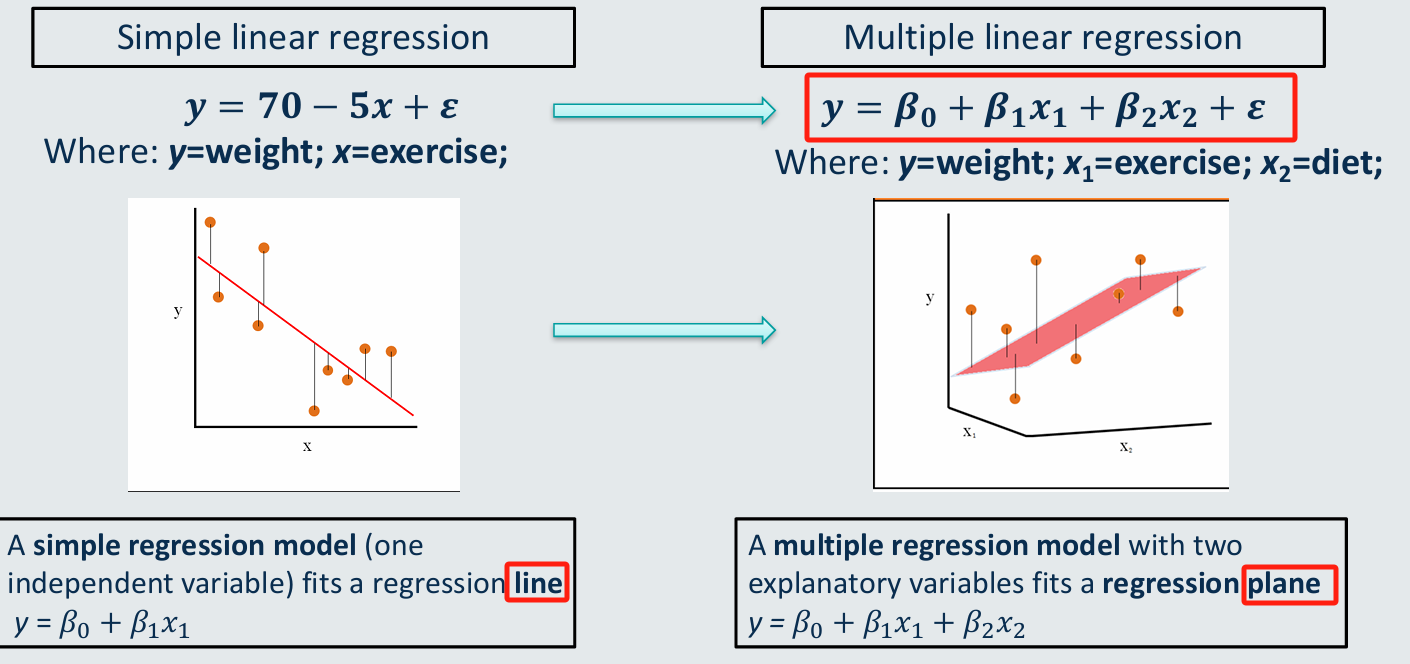 Simple linear regression
y = 70 − 5x + ε
Where: y=weight; x=exercise;
y
x
A simple regression model (one
independent variable) fits a regression line
y = β₀ + β₁x₁
Multiple linear regression
y = β₀ + β₁x₁ + β₂x₂ + ε
Where: y=weight; x₁=exercise; x₂=diet;
y
x₁
x₂
A multiple regression model with two
explanatory variables fits a regression plane
y = β₀ + β₁x₁ + β₂x₂